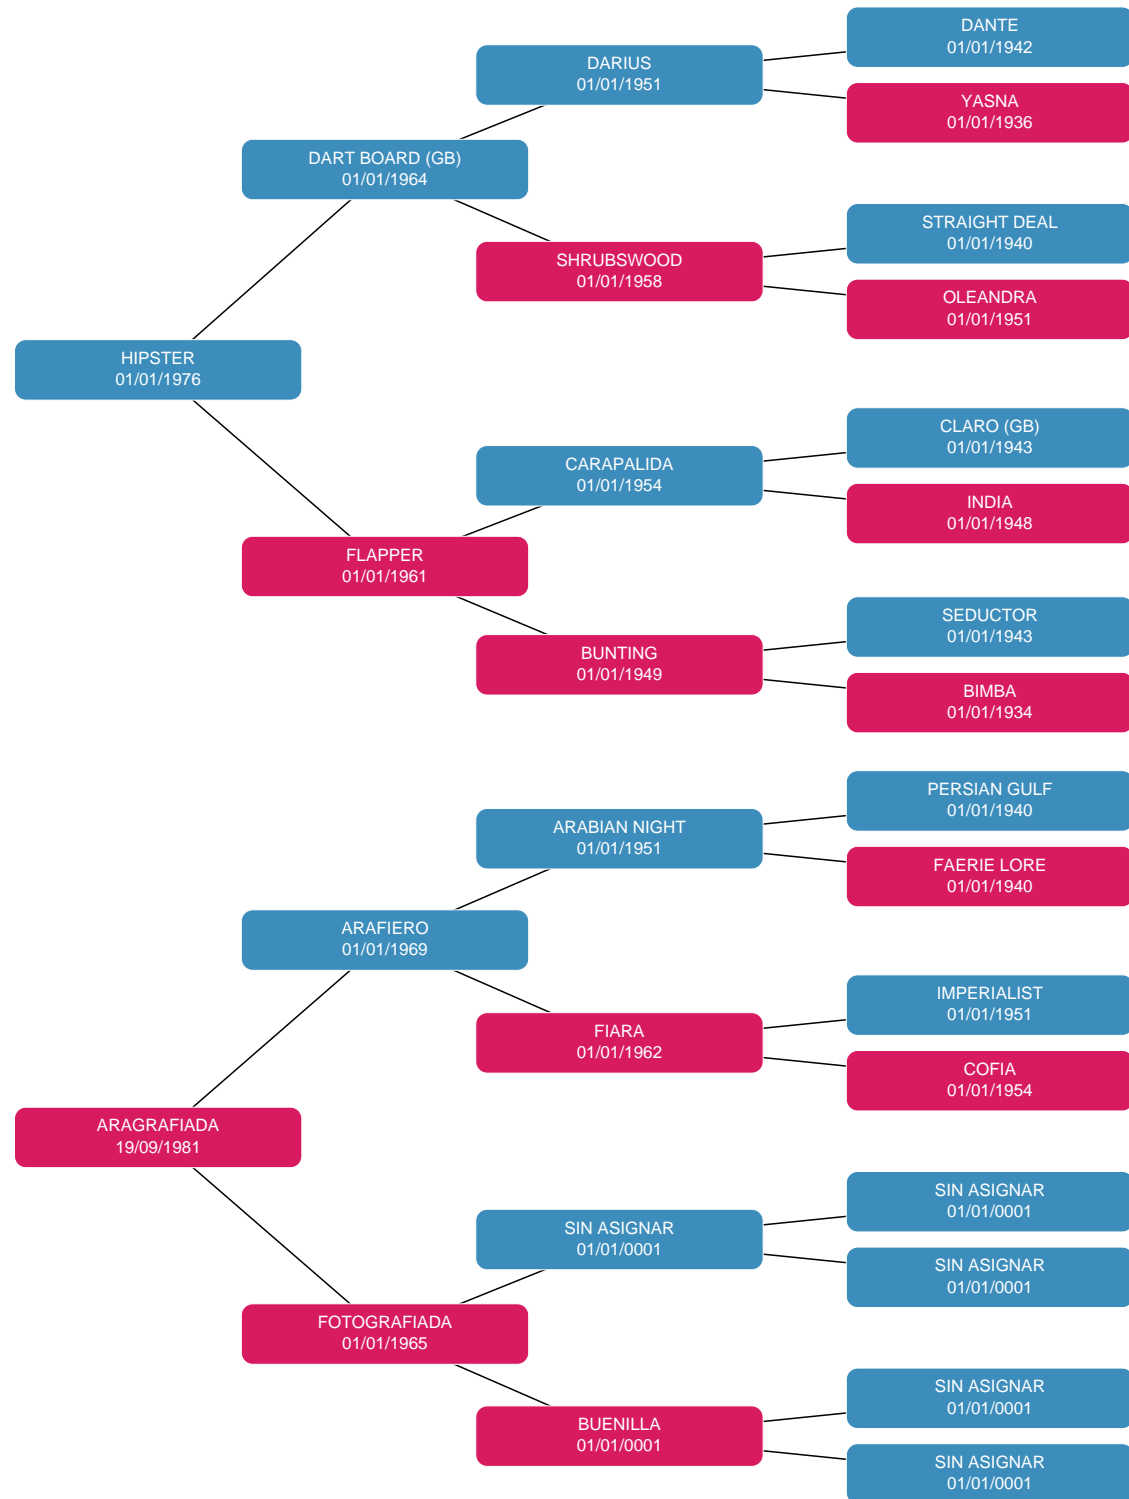 DANTE
01/01/1942
DARIUS
01/01/1951
YASNA
01/01/1936
DART BOARD (GB)
01/01/1964
STRAIGHT DEAL
01/01/1940
SHRUBSWOOD
01/01/1958
OLEANDRA
01/01/1951
HIPSTER
01/01/1976
CLARO (GB)
01/01/1943
CARAPALIDA
01/01/1954
INDIA
01/01/1948
FLAPPER
01/01/1961
SEDUCTOR
01/01/1943
BUNTING
01/01/1949
BIMBA
01/01/1934
PERSIAN GULF
01/01/1940
ARABIAN NIGHT
01/01/1951
FAERIE LORE
01/01/1940
ARAFIERO
01/01/1969
IMPERIALIST
01/01/1951
FIARA
01/01/1962
COFIA
01/01/1954
ARAGRAFIADA
19/09/1981
SIN ASIGNAR
01/01/0001
SIN ASIGNAR
01/01/0001
SIN ASIGNAR
01/01/0001
FOTOGRAFIADA
01/01/1965
SIN ASIGNAR
01/01/0001
BUENILLA
01/01/0001
SIN ASIGNAR
01/01/0001